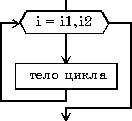 i = i1,i2
тело цикла